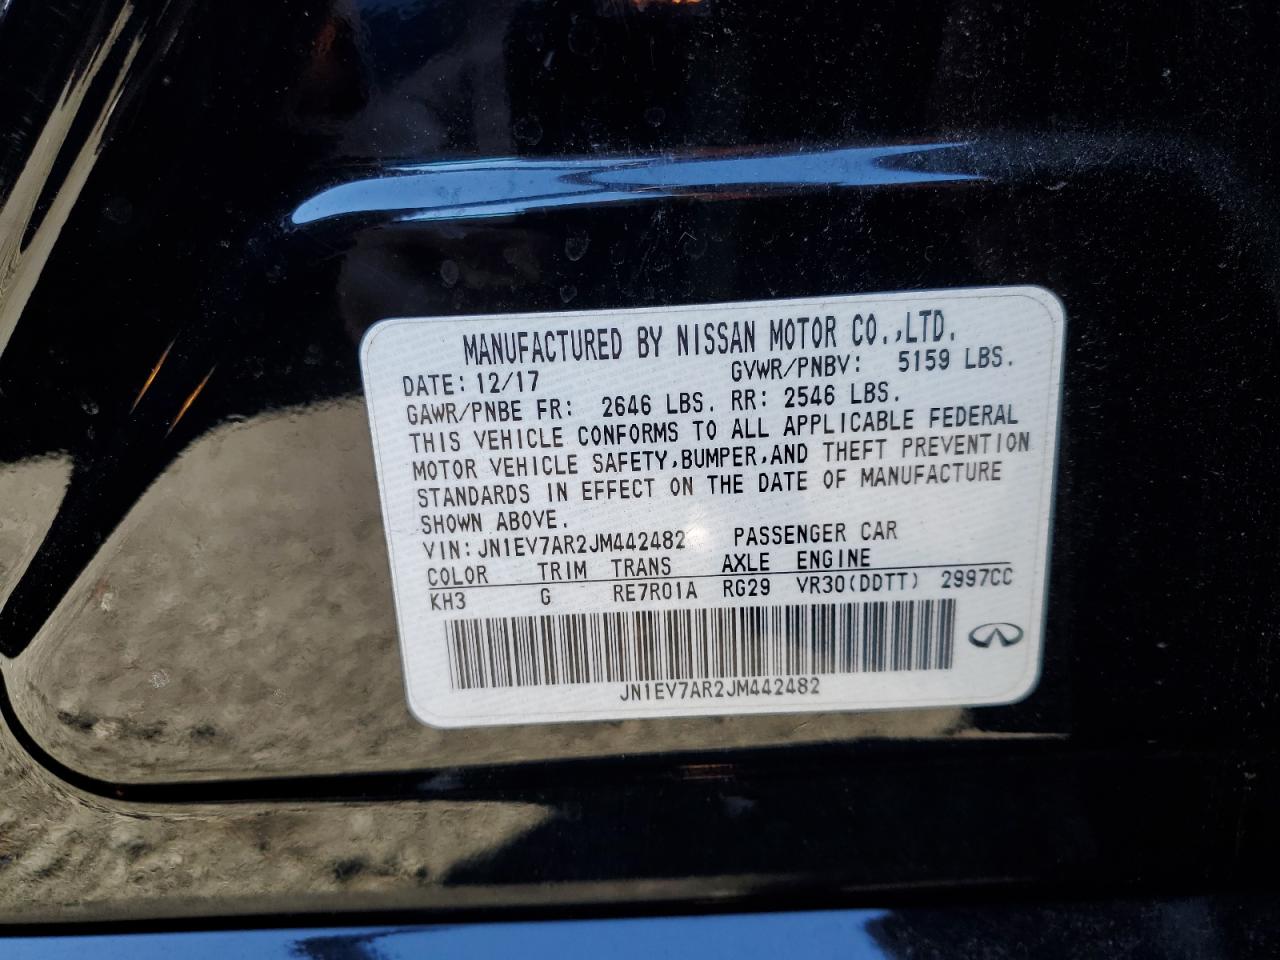 MANUFACTURED BY NISSAN MOTOR CO.,LTD.
DATE: 12/17 GVWR/PNBV: 5159 LBS.
GAWR/PNBE FR: 2646 LBS. RR: 2546 LBS.
THIS VEHICLE CONFORMS TO ALL APPLICABLE FEDERAL
MOTOR VEHICLE SAFETY,BUMPER,AND THEFT PREVENTION
STANDARDS IN EFFECT ON THE DATE OF MANUFACTURE
SHOWN ABOVE.
VIN: JN1EV7AR2JM442482 PASSENGER CAR
COLOR TRIM TRANS AXLE ENGINE
KH3 G RE7R01A RG29 VR30(DDTT) 2997CC
JN1EV7AR2JM442482